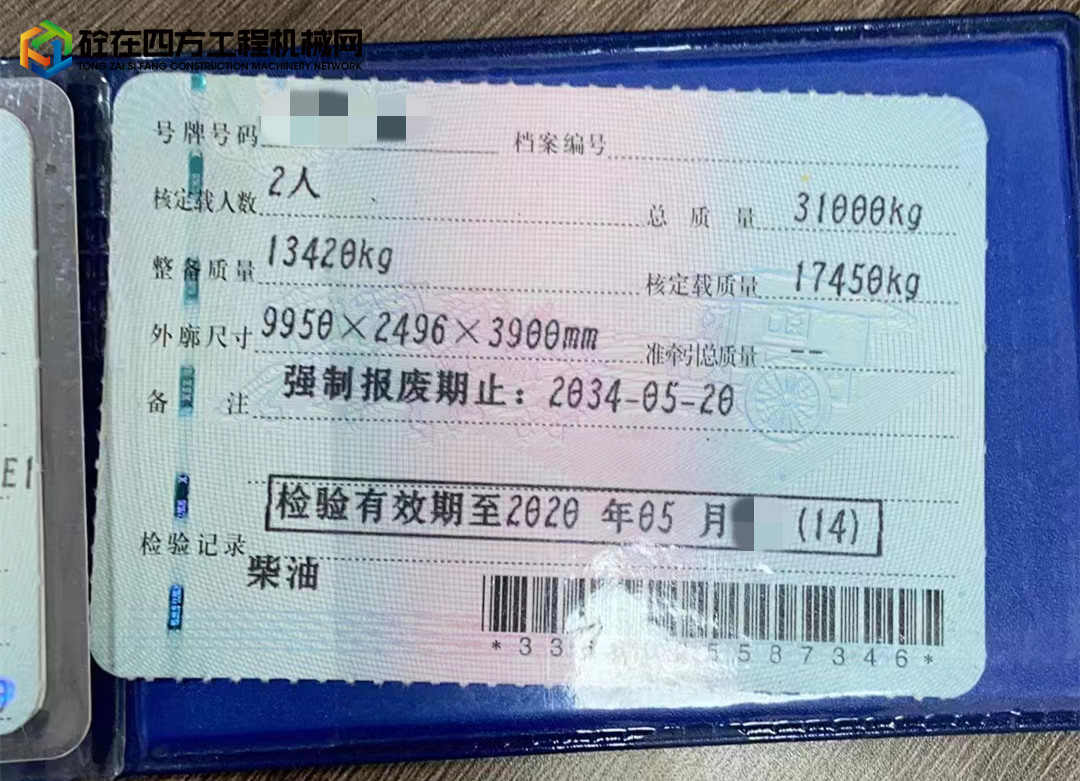 砼在四方工程机械网
TONG ZAI SI FANG CONSTRUCTION MACHINERY NETWORK
号牌号码
档案编号
核定载人数 2人
总质量 31000kg
整备质量 13420kg
核定载质量 17450kg
外廓尺寸 9950×2496×3900mm
准牵引总质量 --
备注 强制报废期止：2034-05-20
检验有效期至2020 年05 月 (14)
检验记录
柴油
*33 5587346*
E1